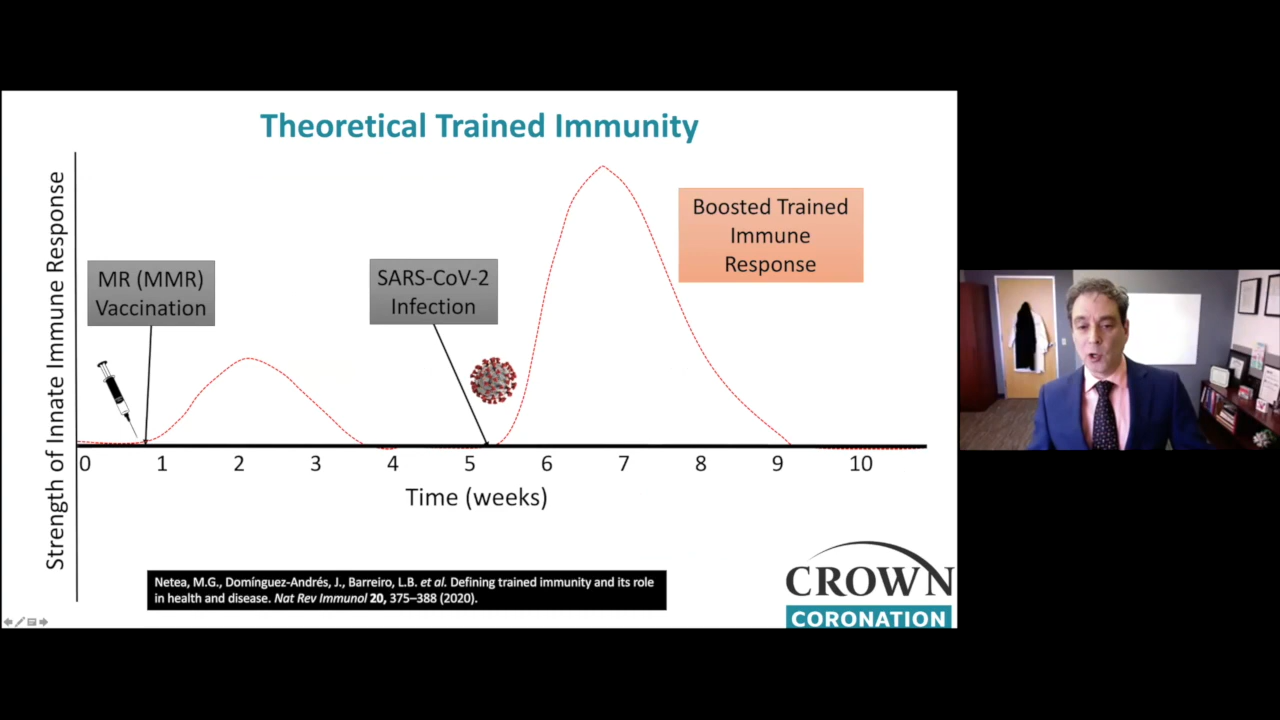 Theoretical Trained Immunity
Strength of Innate Immune Response
MR (MMR)
Vaccination
SARS-CoV-2
Infection
Boosted Trained
Immune
Response
0 1 2 3 4 5 6 7 8 9 10
Time (weeks)
Netea, M.G., Domínguez-Andrés, J., Barreiro, L.B. et al. Defining trained immunity and its role
in health and disease. Nat Rev Immunol 20, 375–388 (2020).
CROWN
CORONATION